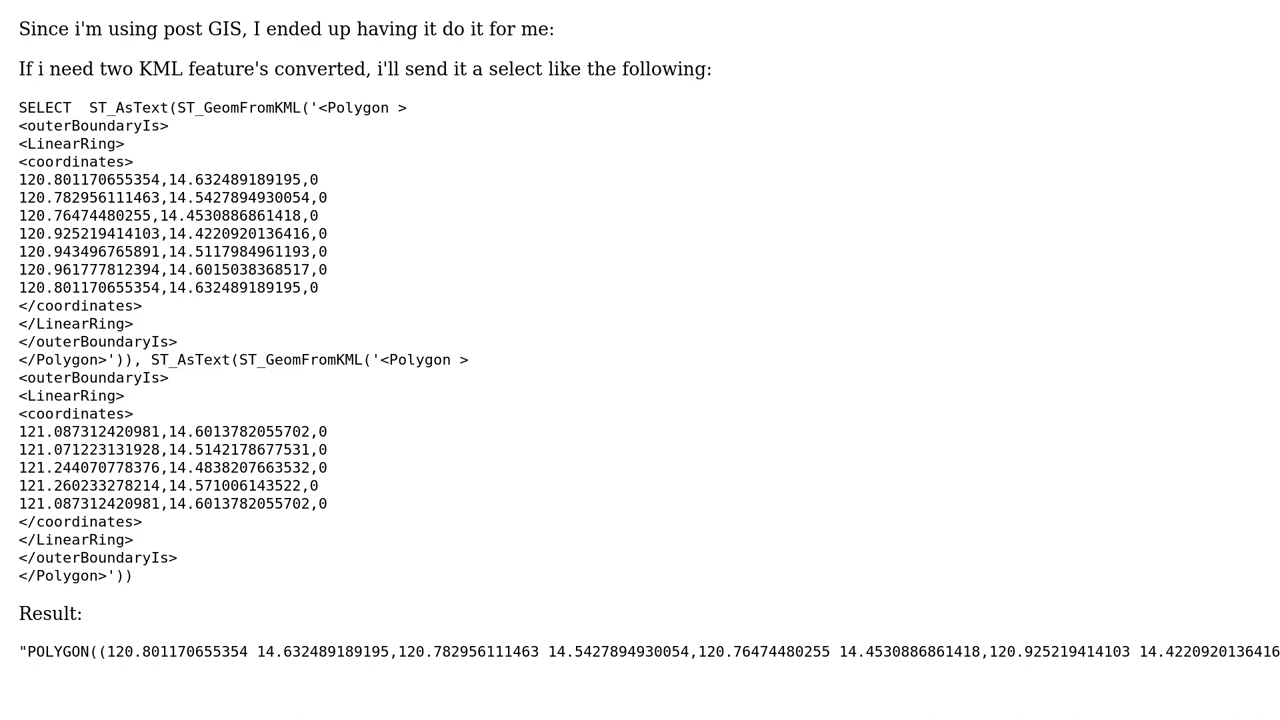 Since i'm using post GIS, I ended up having it do it for me:
If i need two KML feature's converted, i'll send it a select like the following:
SELECT  ST_AsText(ST_GeomFromKML('<Polygon >
<outerBoundaryIs>
<LinearRing>
<coordinates>
120.801170655354,14.632489189195,0
120.782956111463,14.5427894930054,0
120.76474480255,14.4530886861418,0
120.925219414103,14.4220920136416,0
120.943496765891,14.5117984961193,0
120.961777812394,14.6015038368517,0
120.801170655354,14.632489189195,0
</coordinates>
</LinearRing>
</outerBoundaryIs>
</Polygon>')), ST_AsText(ST_GeomFromKML('<Polygon >
<outerBoundaryIs>
<LinearRing>
<coordinates>
121.087312420981,14.6013782055702,0
121.071223131928,14.5142178677531,0
121.244070778376,14.4838207663532,0
121.260233278214,14.571006143522,0
121.087312420981,14.6013782055702,0
</coordinates>
</LinearRing>
</outerBoundaryIs>
</Polygon>'))
Result:
"POLYGON((120.801170655354 14.632489189195,120.782956111463 14.5427894930054,120.76474480255 14.4530886861418,120.925219414103 14.4220920136416